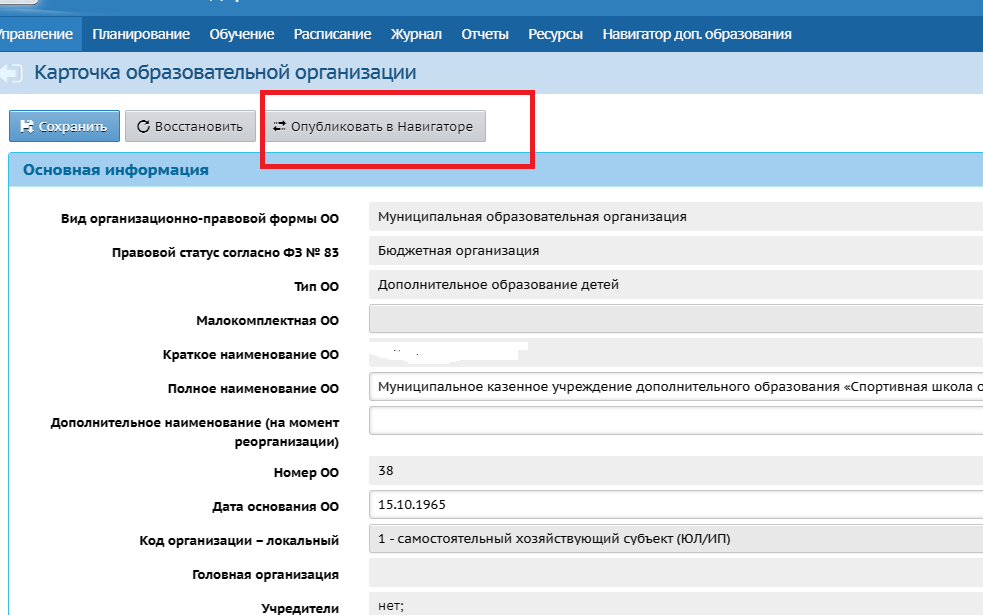 Управление Планирование Обучение Расписание Журнал Отчеты Ресурсы Навигатор доп. образования
Карточка образовательной организации
Сохранить Восстановить Опубликовать в Навигаторе
Основная информация
Вид организационно-правовой формы ОО Муниципальная образовательная организация
Правовой статус согласно ФЗ № 83 Бюджетная организация
Тип ОО Дополнительное образование детей
Малокомплектная ОО
Краткое наименование ОО
Полное наименование ОО Муниципальное казенное учреждение дополнительного образования «Спортивная школа о
Дополнительное наименование (на момент
реорганизации)
Номер ОО 38
Дата основания ОО 15.10.1965
Код организации – локальный 1 - самостоятельный хозяйствующий субъект (ЮЛ/ИП)
Головная организация
Учредители нет;